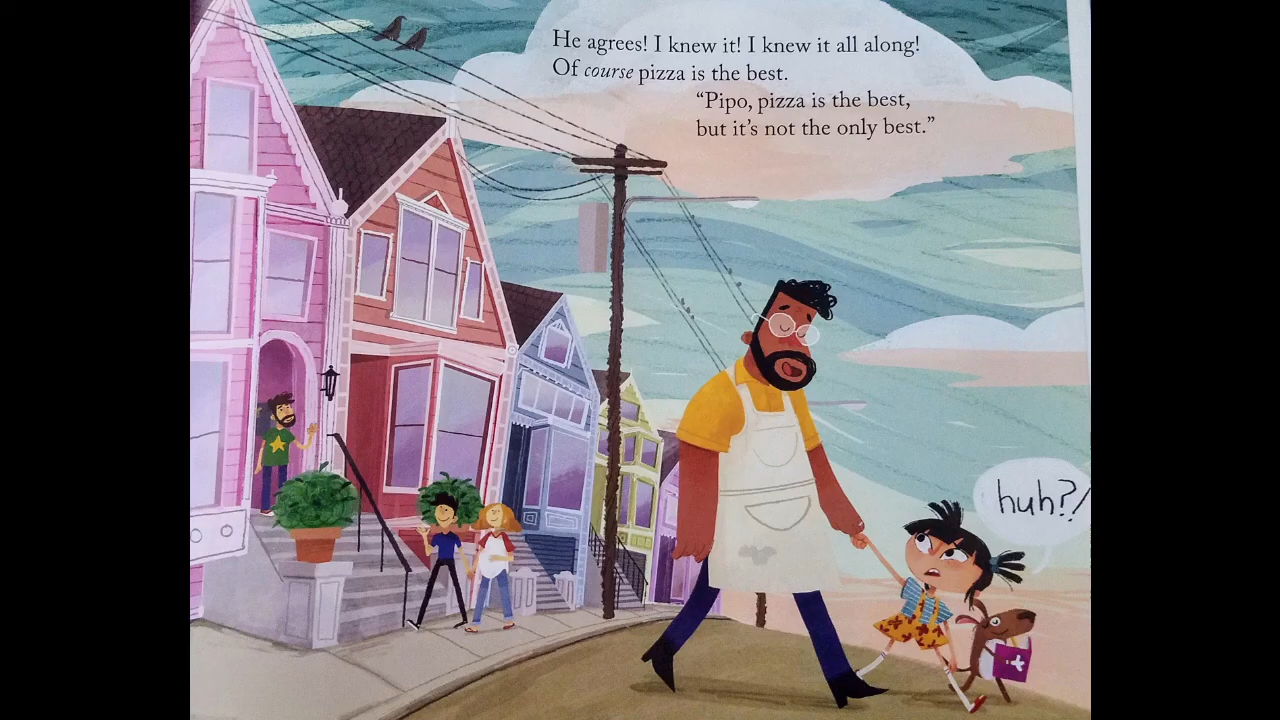 He agrees! I knew it! I knew it all along!
Of course pizza is the best.
“Pipo, pizza is the best,
but it’s not the only best.”
huh?!